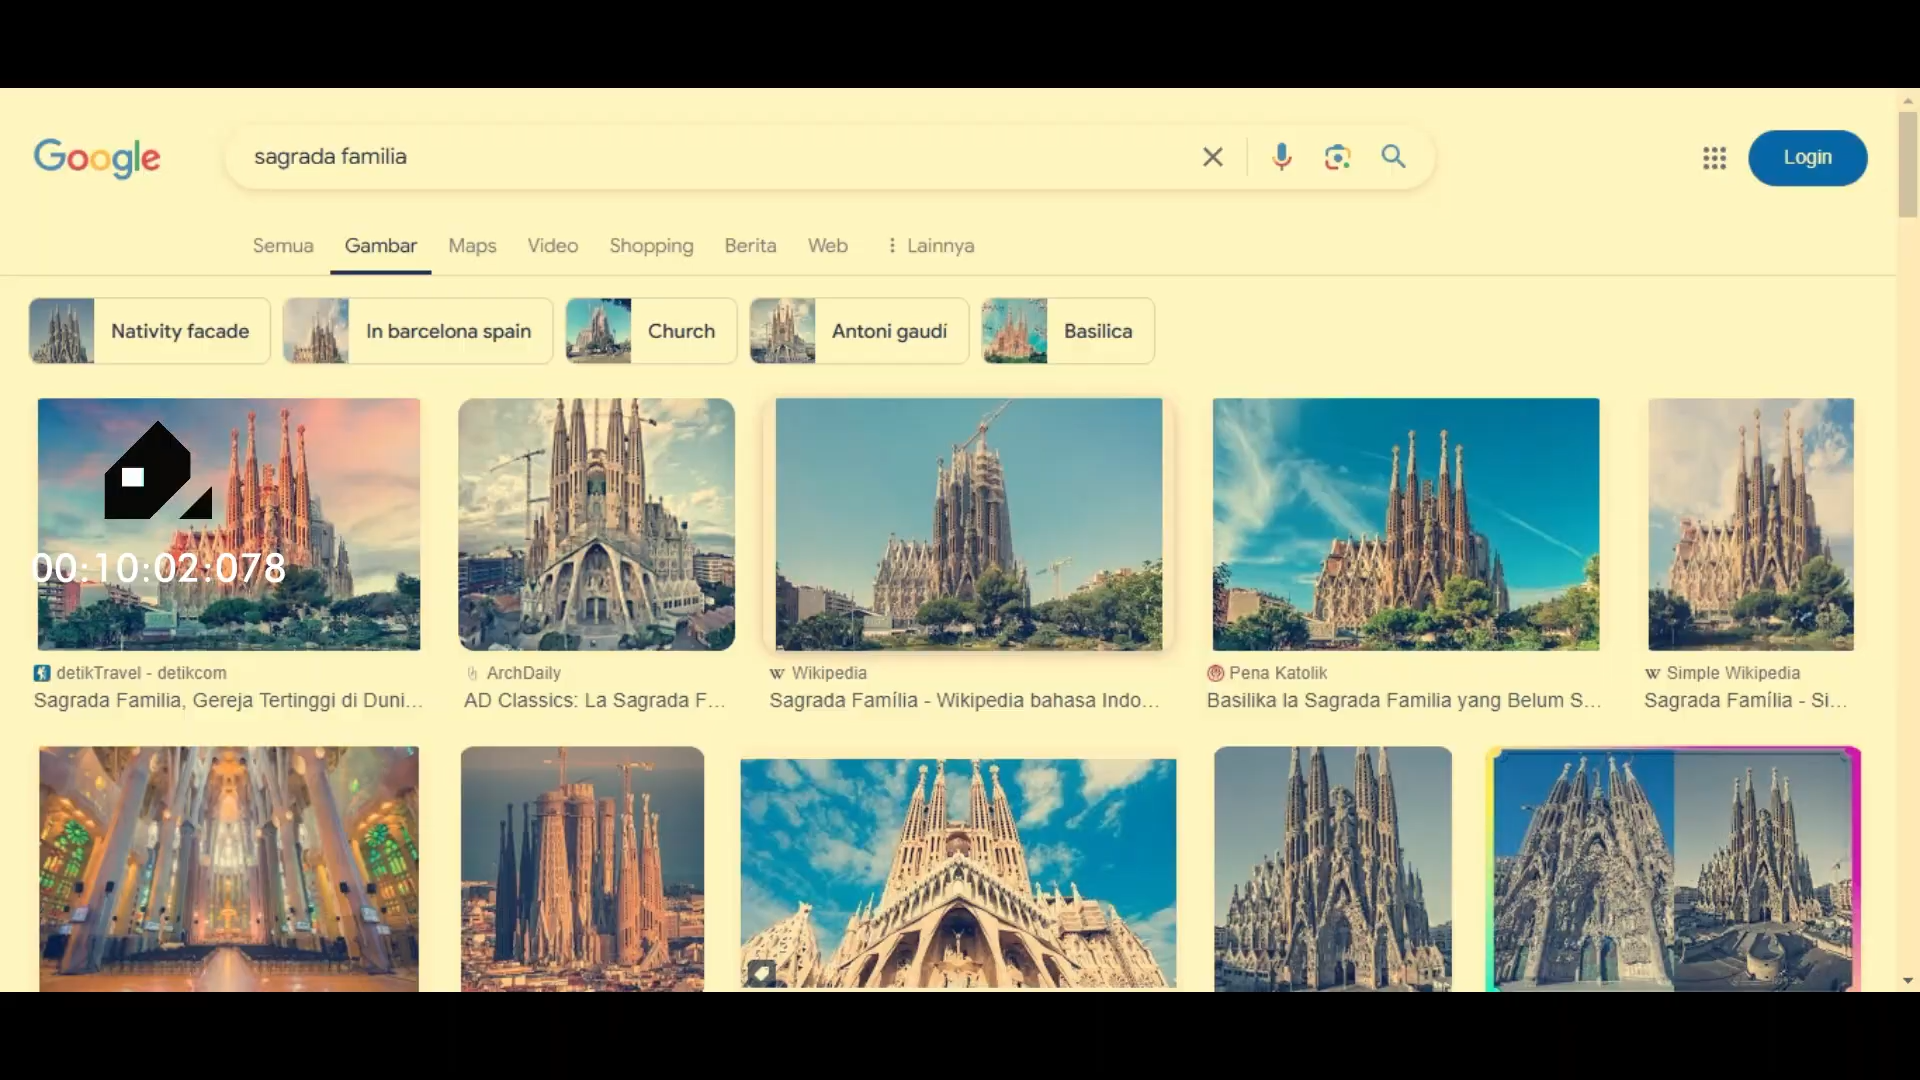 Google
sagrada familia
Login
Semua
Gambar
Maps
Video
Shopping
Berita
Web
Lainnya
Nativity facade
In barcelona spain
Church
Antoni gaudí
Basilica
00:10:02:078
detikTravel - detikcom
Sagrada Familia, Gereja Tertinggi di Duni...
ArchDaily
AD Classics: La Sagrada F...
Wikipedia
Sagrada Família - Wikipedia bahasa Indo...
Pena Katolik
Basilika la Sagrada Familia yang Belum S...
Simple Wikipedia
Sagrada Família - Si...